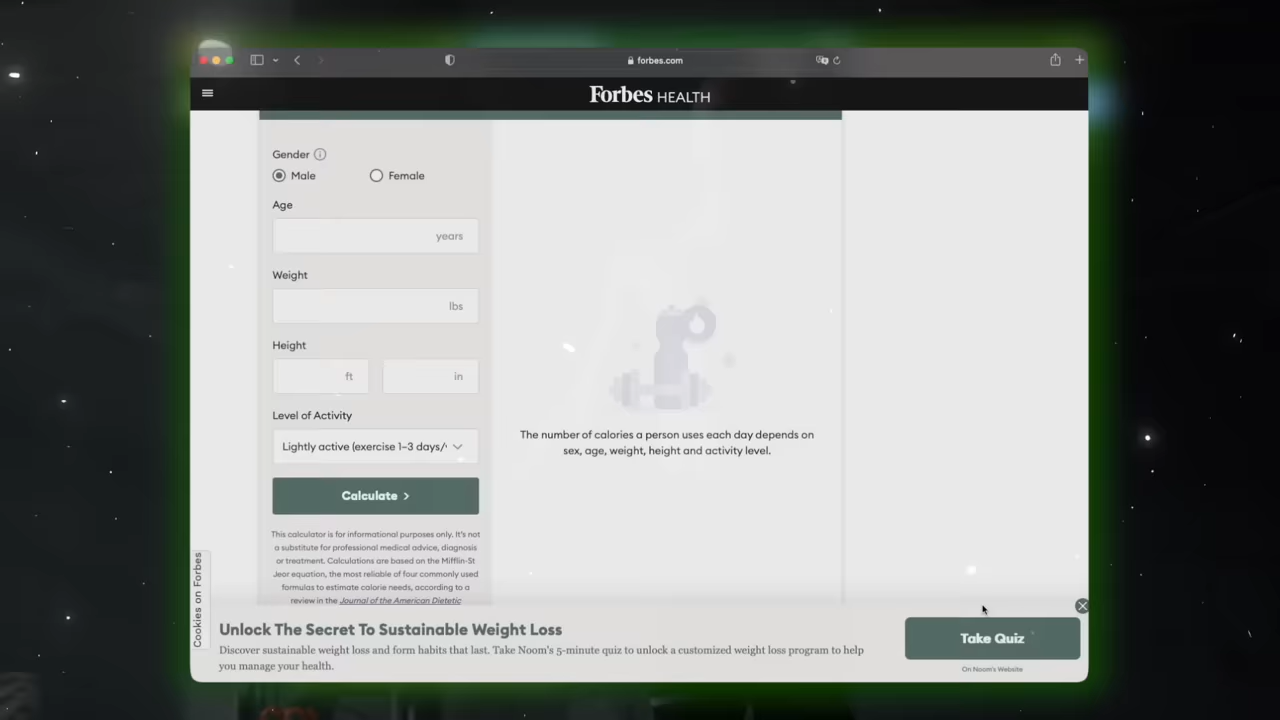 forbes.com
Forbes HEALTH
Gender
Male
Female
Age
years
Weight
lbs
Height
ft
in
Level of Activity
Lightly active (exercise 1–3 days/
Calculate >
This calculator is for informational purposes only. It's not
a substitute for professional medical advice, diagnosis
or treatment. Calculations are based on the Mifflin-St
Jeor equation, the most reliable of four commonly used
formulas to estimate calorie needs, according to a
review in the Journal of the American Dietetic
The number of calories a person uses each day depends on
sex, age, weight, height and activity level.
Cookies on Forbes
Unlock The Secret To Sustainable Weight Loss
Discover sustainable weight loss and form habits that last. Take Noom's 5-minute quiz to unlock a customized weight loss program to help
you manage your health.
Take Quiz
On Noom's Website